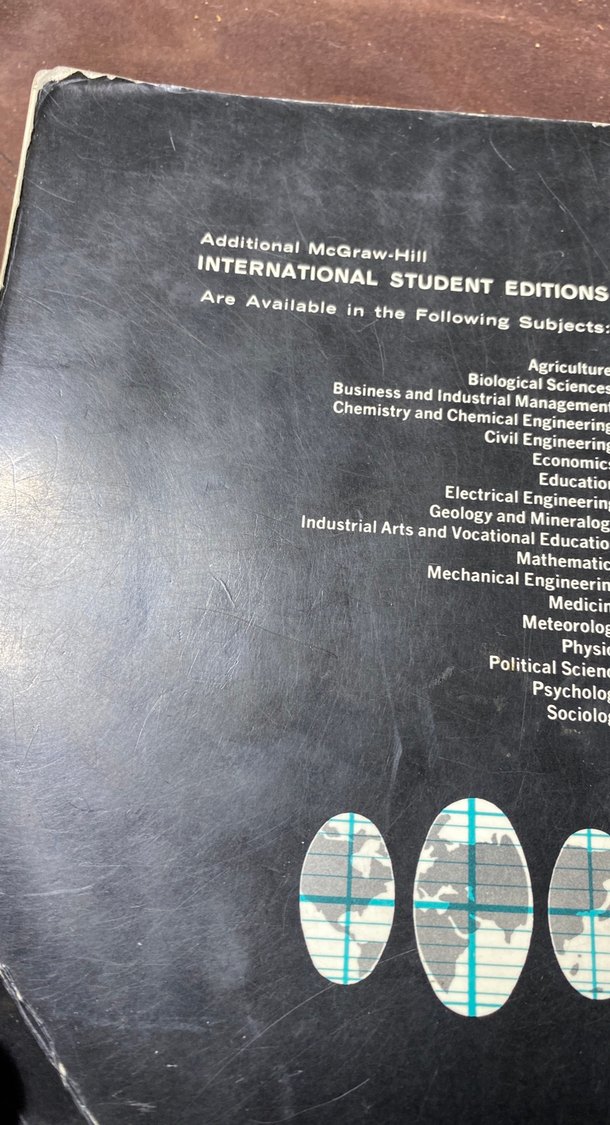 Additional McGraw-Hill
INTERNATIONAL STUDENT EDITIONS
Are Available in the Following Subjects:
Agriculture
Biological Sciences
Business and Industrial Management
Chemistry and Chemical Engineering
Civil Engineering
Economics
Education
Electrical Engineering
Geology and Mineralog
Industrial Arts and Vocational Educatio
Mathematic
Mechanical Engineerin
Medicin
Meteorolog
Physic
Political Scienc
Psycholog
Sociolog